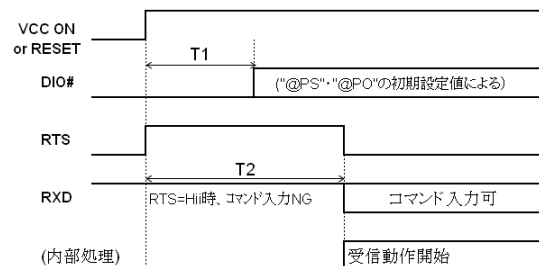 VCC ON
or RESET
T1
DIO#
("@PS"・"@PO"の初期設定値による)
RTS
T2
RXD
RTS=Hii時、コマンド入力NG
コマンド入力可
(内部処理)
受信動作開始